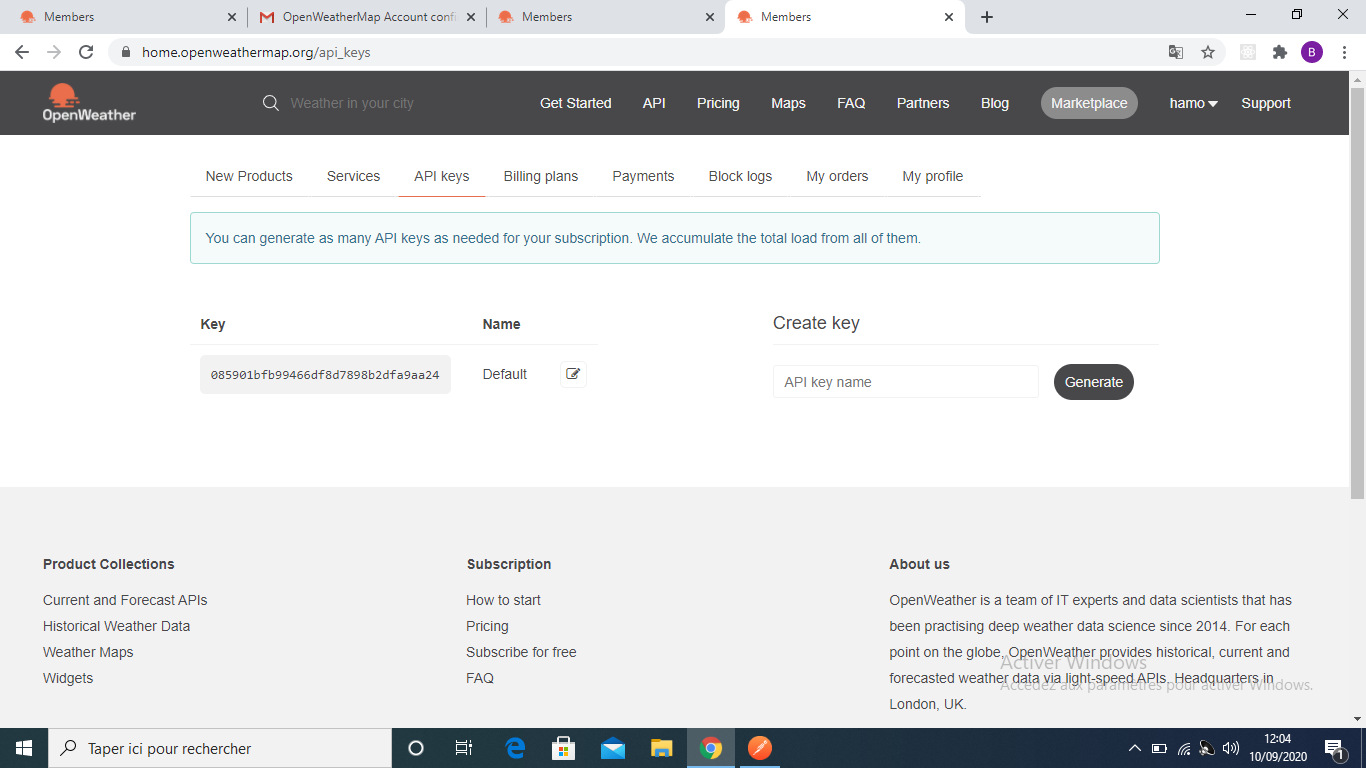 Members
OpenWeatherMap Account confi
Members
Members
home.openweathermap.org/api_keys
B
OpenWeather
Weather in your city
Get Started
API
Pricing
Maps
FAQ
Partners
Blog
Marketplace
hamo
Support
New Products
Services
API keys
Billing plans
Payments
Block logs
My orders
My profile
You can generate as many API keys as needed for your subscription. We accumulate the total load from all of them.
Key
Name
Create key
085901bfb99466df8d7898b2dfa9aa24
Default
API key name
Generate
Product Collections
Current and Forecast APIs
Historical Weather Data
Weather Maps
Widgets
Subscription
How to start
Pricing
Subscribe for free
FAQ
About us
OpenWeather is a team of IT experts and data scientists that has
been practising deep weather data science since 2014. For each
point on the globe, OpenWeather provides historical, current and
forecasted weather data via light-speed APIs. Headquarters in
London, UK.
Activer Windows
Accédez aux paramètres pour activer Windows.
Taper ici pour rechercher
12:04
10/09/2020
1